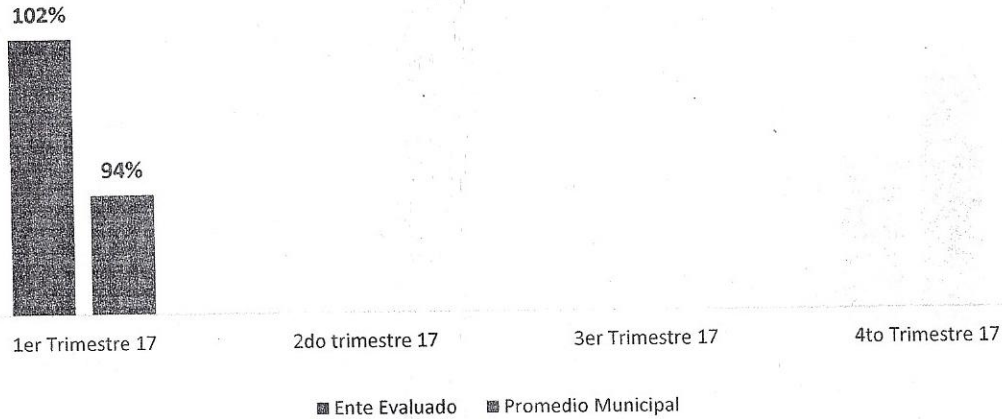 102%
94%
1er Trimestre 17 2do trimestre 17 3er Trimestre 17 4to Trimestre 17
Ente Evaluado Promedio Municipal